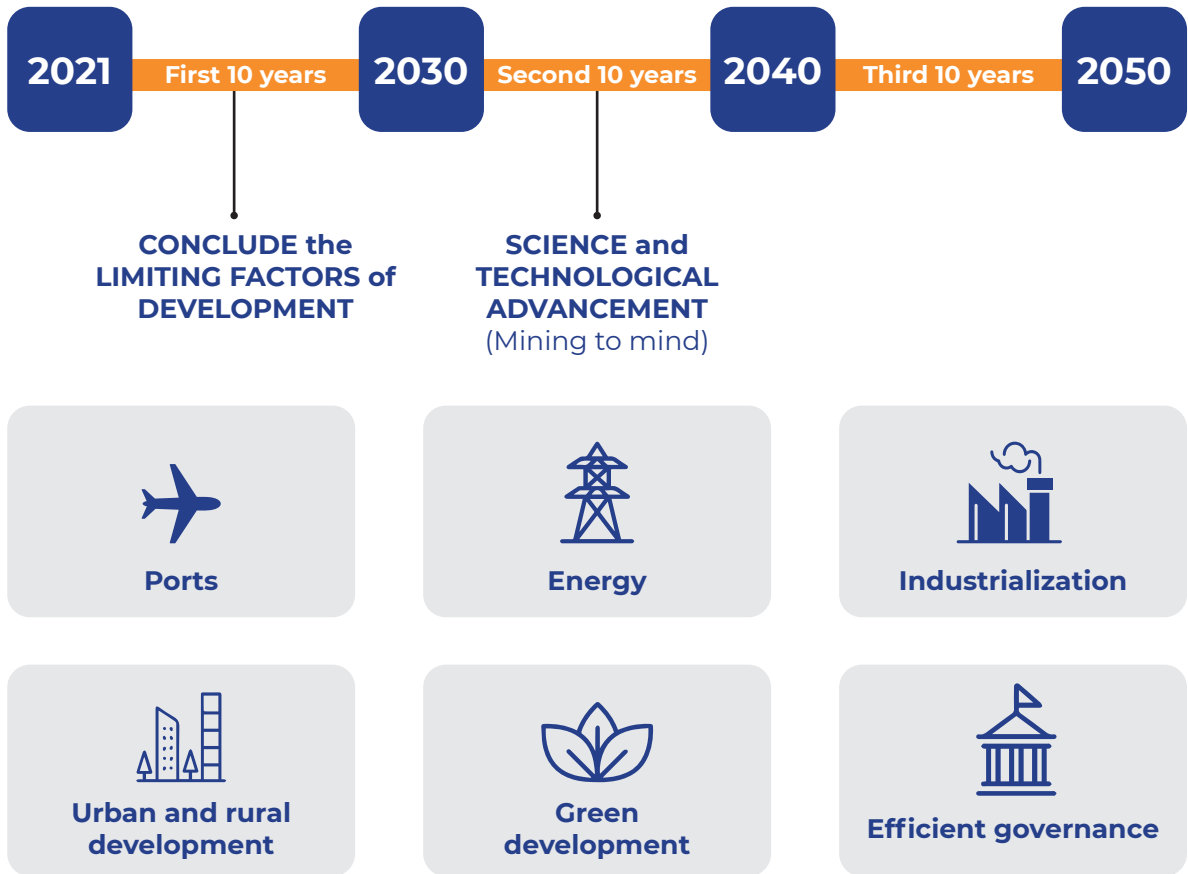 2021
First 10 years
2030
Second 10 years
2040
Third 10 years
2050
CONCLUDE the
LIMITING FACTORS of
DEVELOPMENT
SCIENCE and
TECHNOLOGICAL
ADVANCEMENT
(Mining to mind)
Ports
Energy
Industrialization
Urban and rural
development
Green
development
Efficient governance